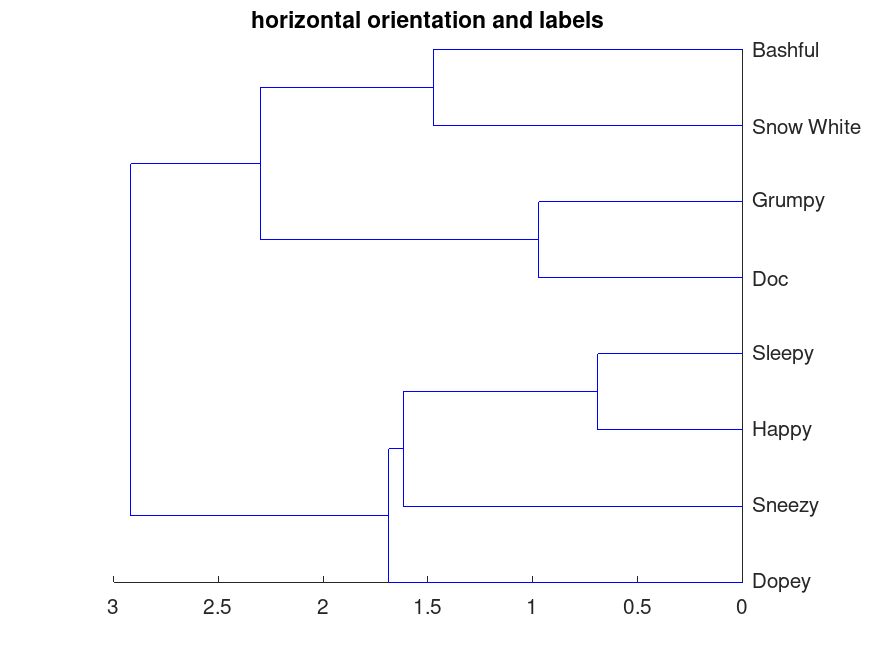 horizontal orientation and labels
Bashful
Snow White
Grumpy
Doc
Sleepy
Happy
Sneezy
Dopey
3 2.5 2 1.5 1 0.5 0